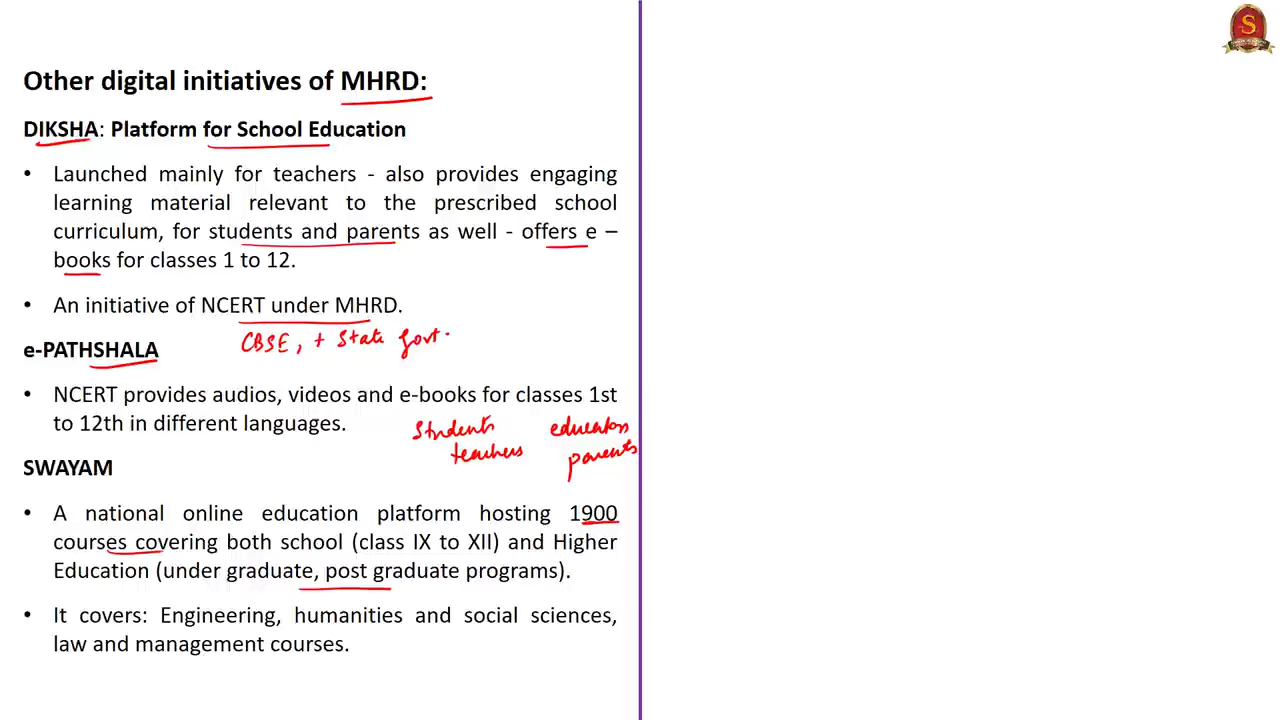 Other digital initiatives of MHRD:
DIKSHA: Platform for School Education
• Launched mainly for teachers - also provides engaging
learning material relevant to the prescribed school
curriculum, for students and parents as well - offers e –
books for classes 1 to 12.
• An initiative of NCERT under MHRD.
CBSE, + State Govt.
e-PATHSHALA
• NCERT provides audios, videos and e-books for classes 1st
to 12th in different languages.
Students educators
teachers parents
SWAYAM
• A national online education platform hosting 1900
courses covering both school (class IX to XII) and Higher
Education (under graduate, post graduate programs).
• It covers: Engineering, humanities and social sciences,
law and management courses.
S